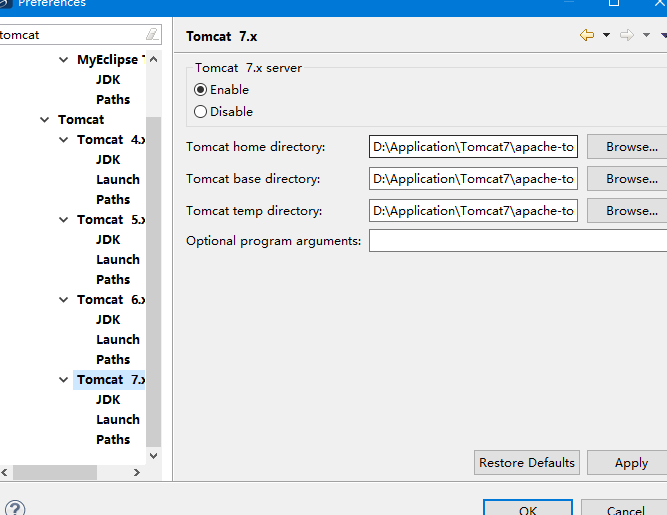 Preferences
tomcat
Tomcat 7.x
MyEclipse T
JDK
Paths
Tomcat
Tomcat 4.x
JDK
Launch
Paths
Tomcat 5.x
JDK
Launch
Paths
Tomcat 6.x
JDK
Launch
Paths
Tomcat 7.x
JDK
Launch
Paths
Tomcat 7.x server
Enable
Disable
Tomcat home directory: D:\Application\Tomcat7\apache-to Browse...
Tomcat base directory: D:\Application\Tomcat7\apache-to Browse...
Tomcat temp directory: D:\Application\Tomcat7\apache-to Browse...
Optional program arguments:
Restore Defaults Apply
OK Cancel